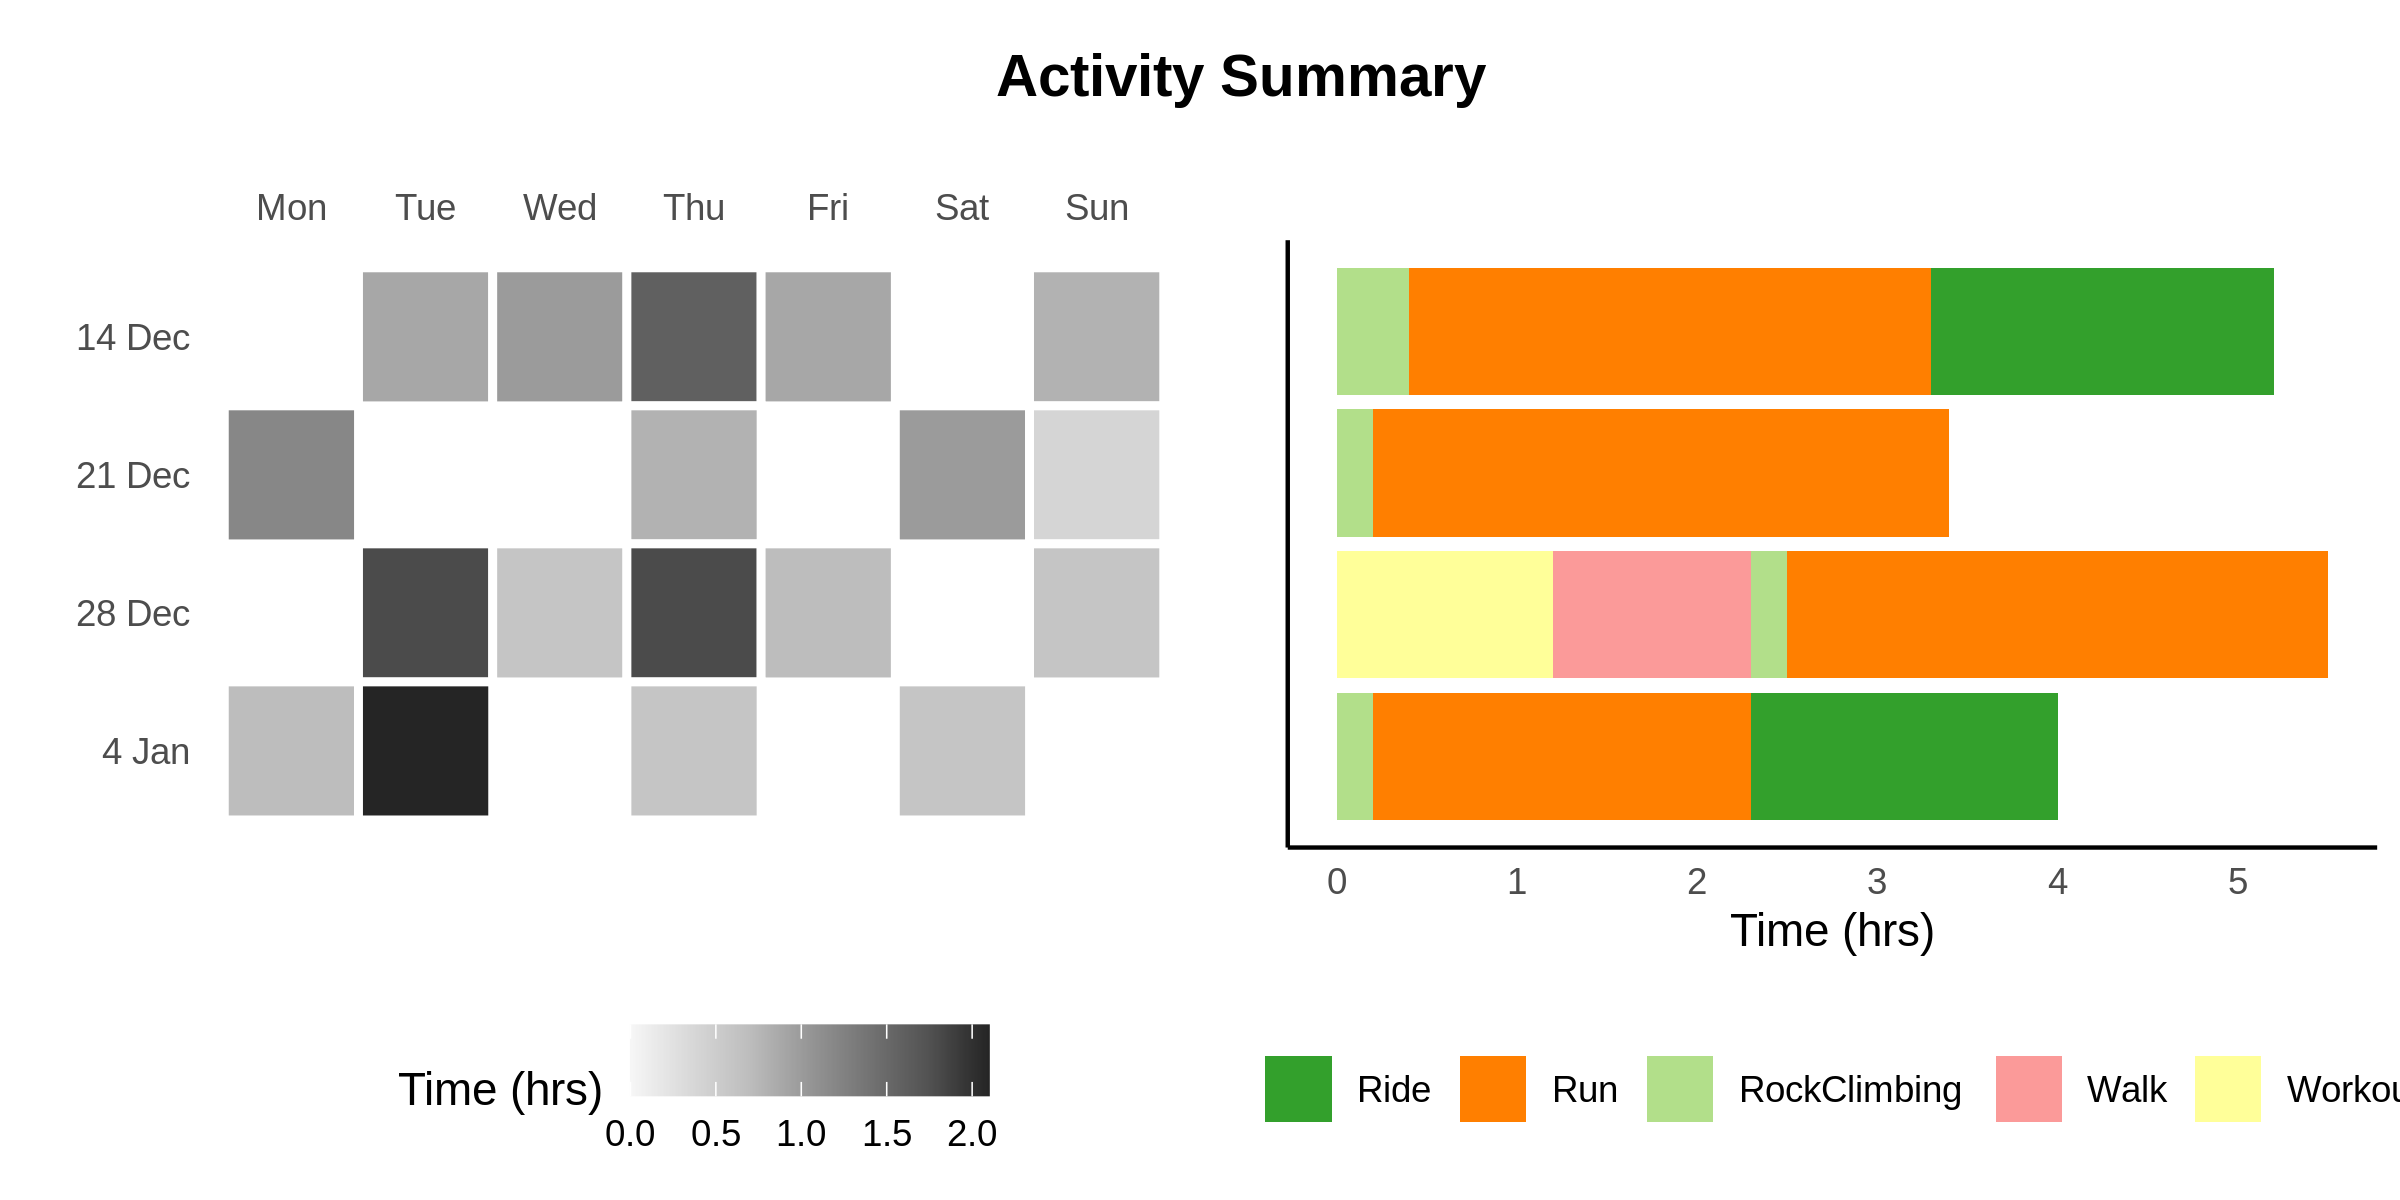 Activity Summary
Mon Tue Wed Thu Fri Sat Sun
14 Dec
21 Dec
28 Dec
4 Jan
0 1 2 3 4 5
Time (hrs)
Time (hrs)
0.0 0.5 1.0 1.5 2.0
Ride Run RockClimbing Walk Workou